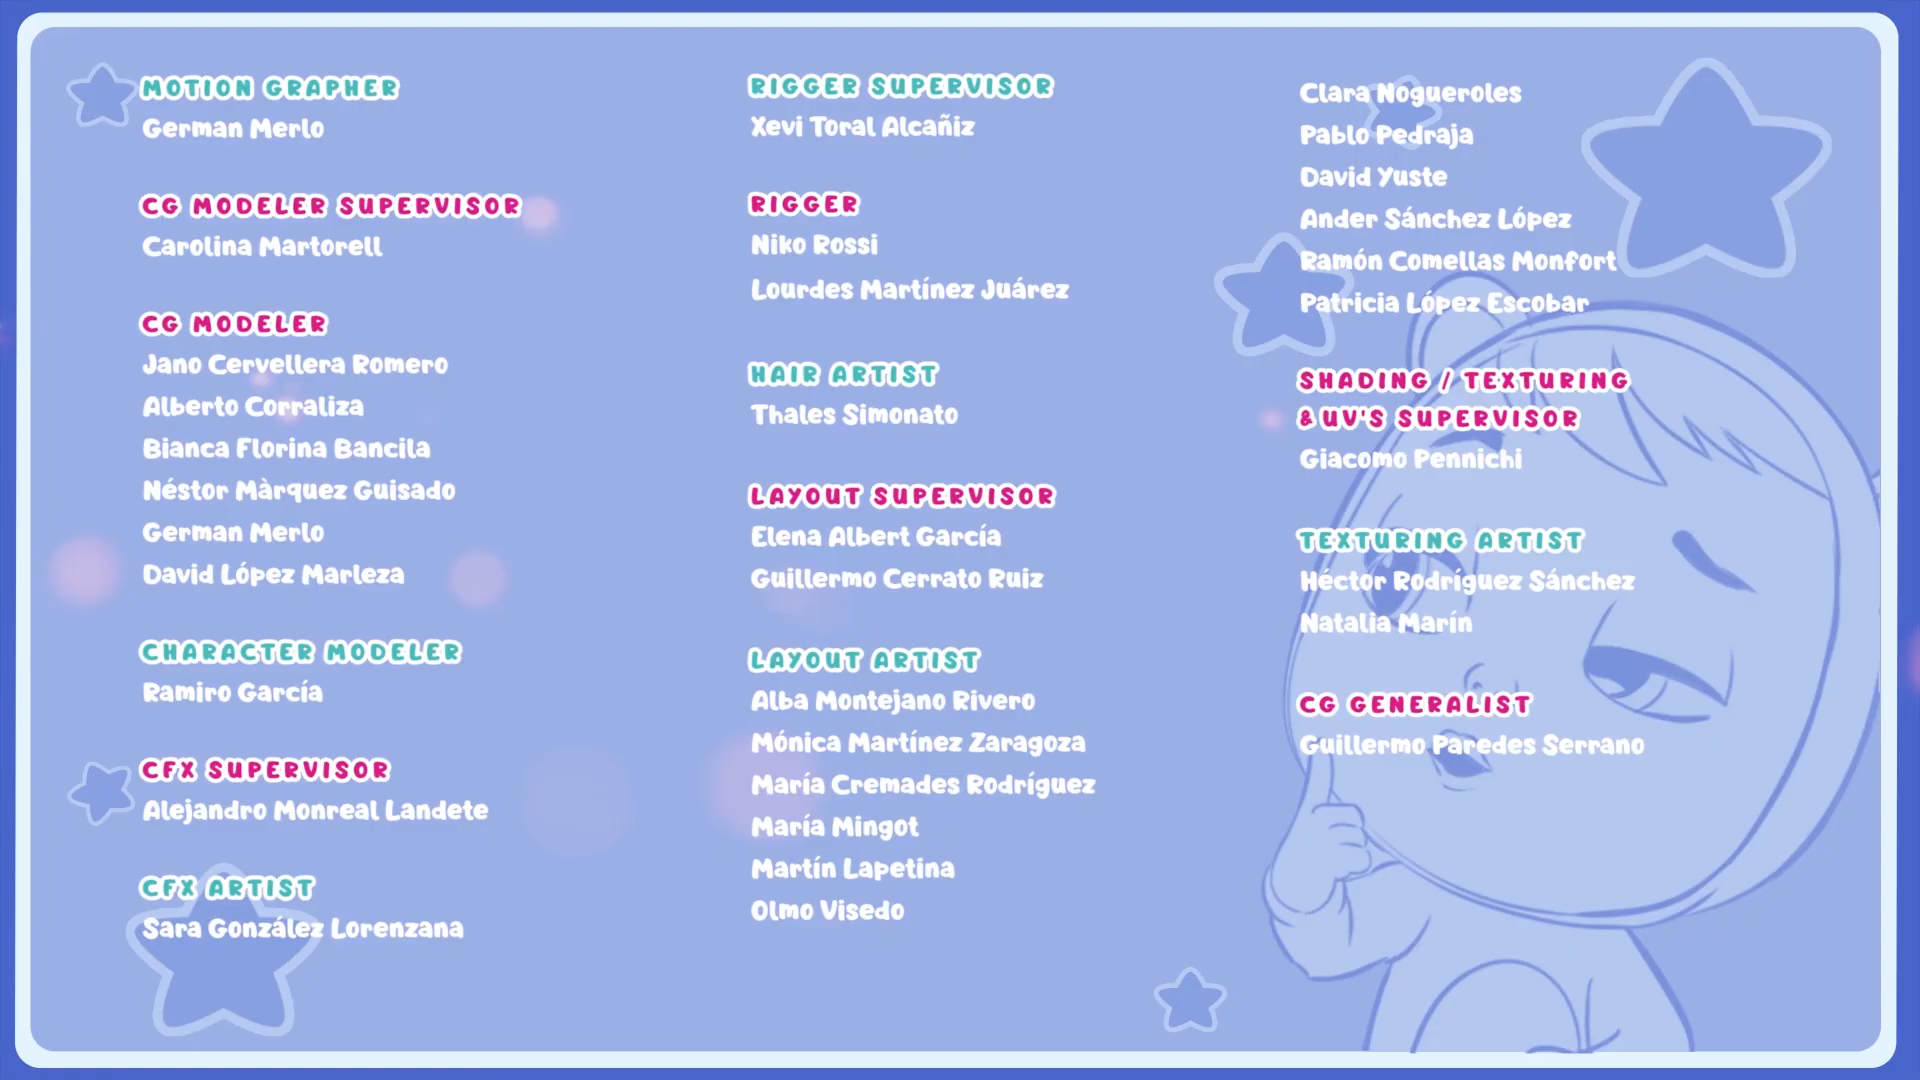 MOTION GRAPHER
German Merlo
CG MODELER SUPERVISOR
Carolina Martorell
CG MODELER
Jano Cervellera Romero
Alberto Corraliza
Bianca Florina Bancila
Néstor Màrquez Guisado
German Merlo
David López Marleza
CHARACTER MODELER
Ramiro García
CFX SUPERVISOR
Alejandro Monreal Landete
CFX ARTIST
Sara González Lorenzana
RIGGER SUPERVISOR
Xevi Toral Alcañiz
RIGGER
Niko Rossi
Lourdes Martínez Juárez
HAIR ARTIST
Thales Simonato
LAYOUT SUPERVISOR
Elena Albert García
Guillermo Cerrato Ruiz
LAYOUT ARTIST
Alba Montejano Rivero
Mónica Martínez Zaragoza
María Cremades Rodríguez
María Mingot
Martín Lapetina
Olmo Visedo
Clara Nogueroles
Pablo Pedraja
David Yuste
Ander Sánchez López
Ramón Comellas Monfort
Patricia López Escobar
SHADING / TEXTURING
& UV'S SUPERVISOR
Giacomo Pennichi
TEXTURING ARTIST
Héctor Rodríguez Sánchez
Natalia Marín
CG GENERALIST
Guillermo Paredes Serrano